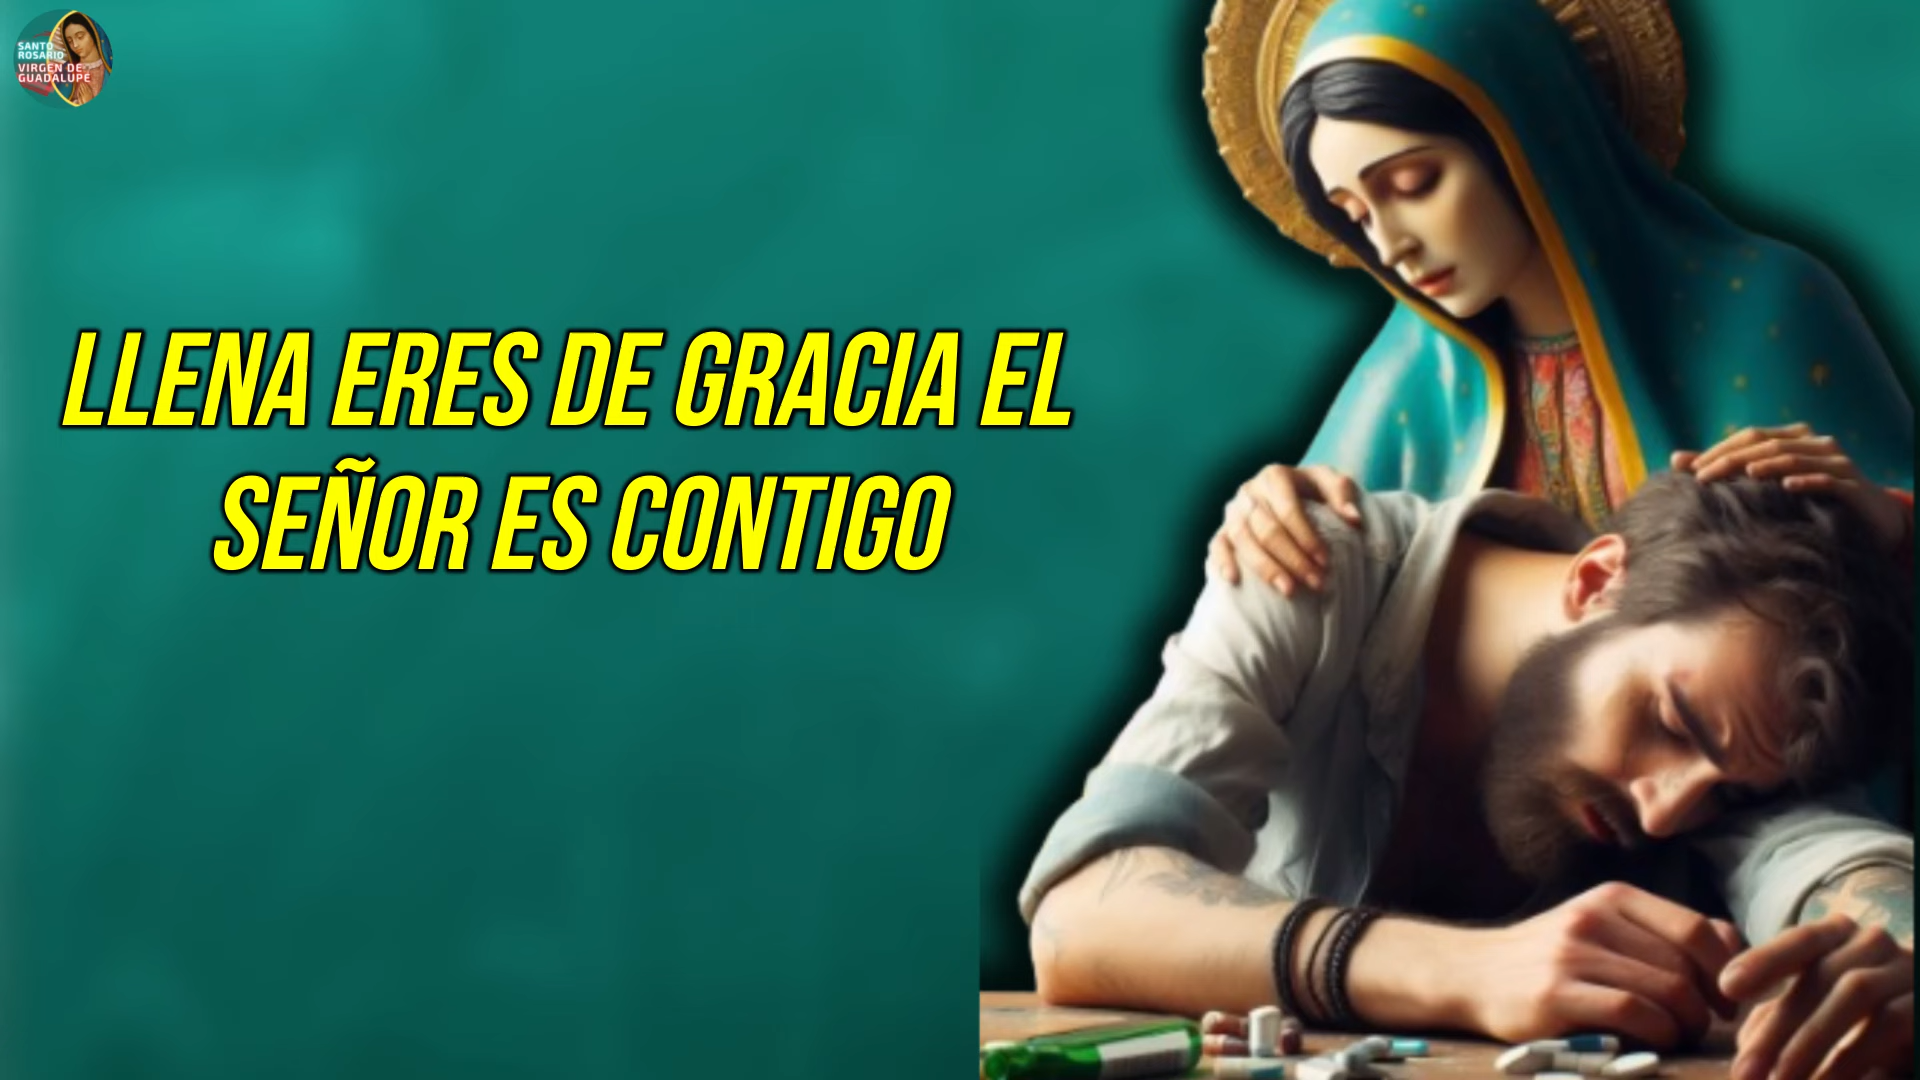 SANTO
ROSARIO
VIRGEN DE
GUADALUPE
LLENA ERES DE GRACIA EL
SEÑOR ES CONTIGO